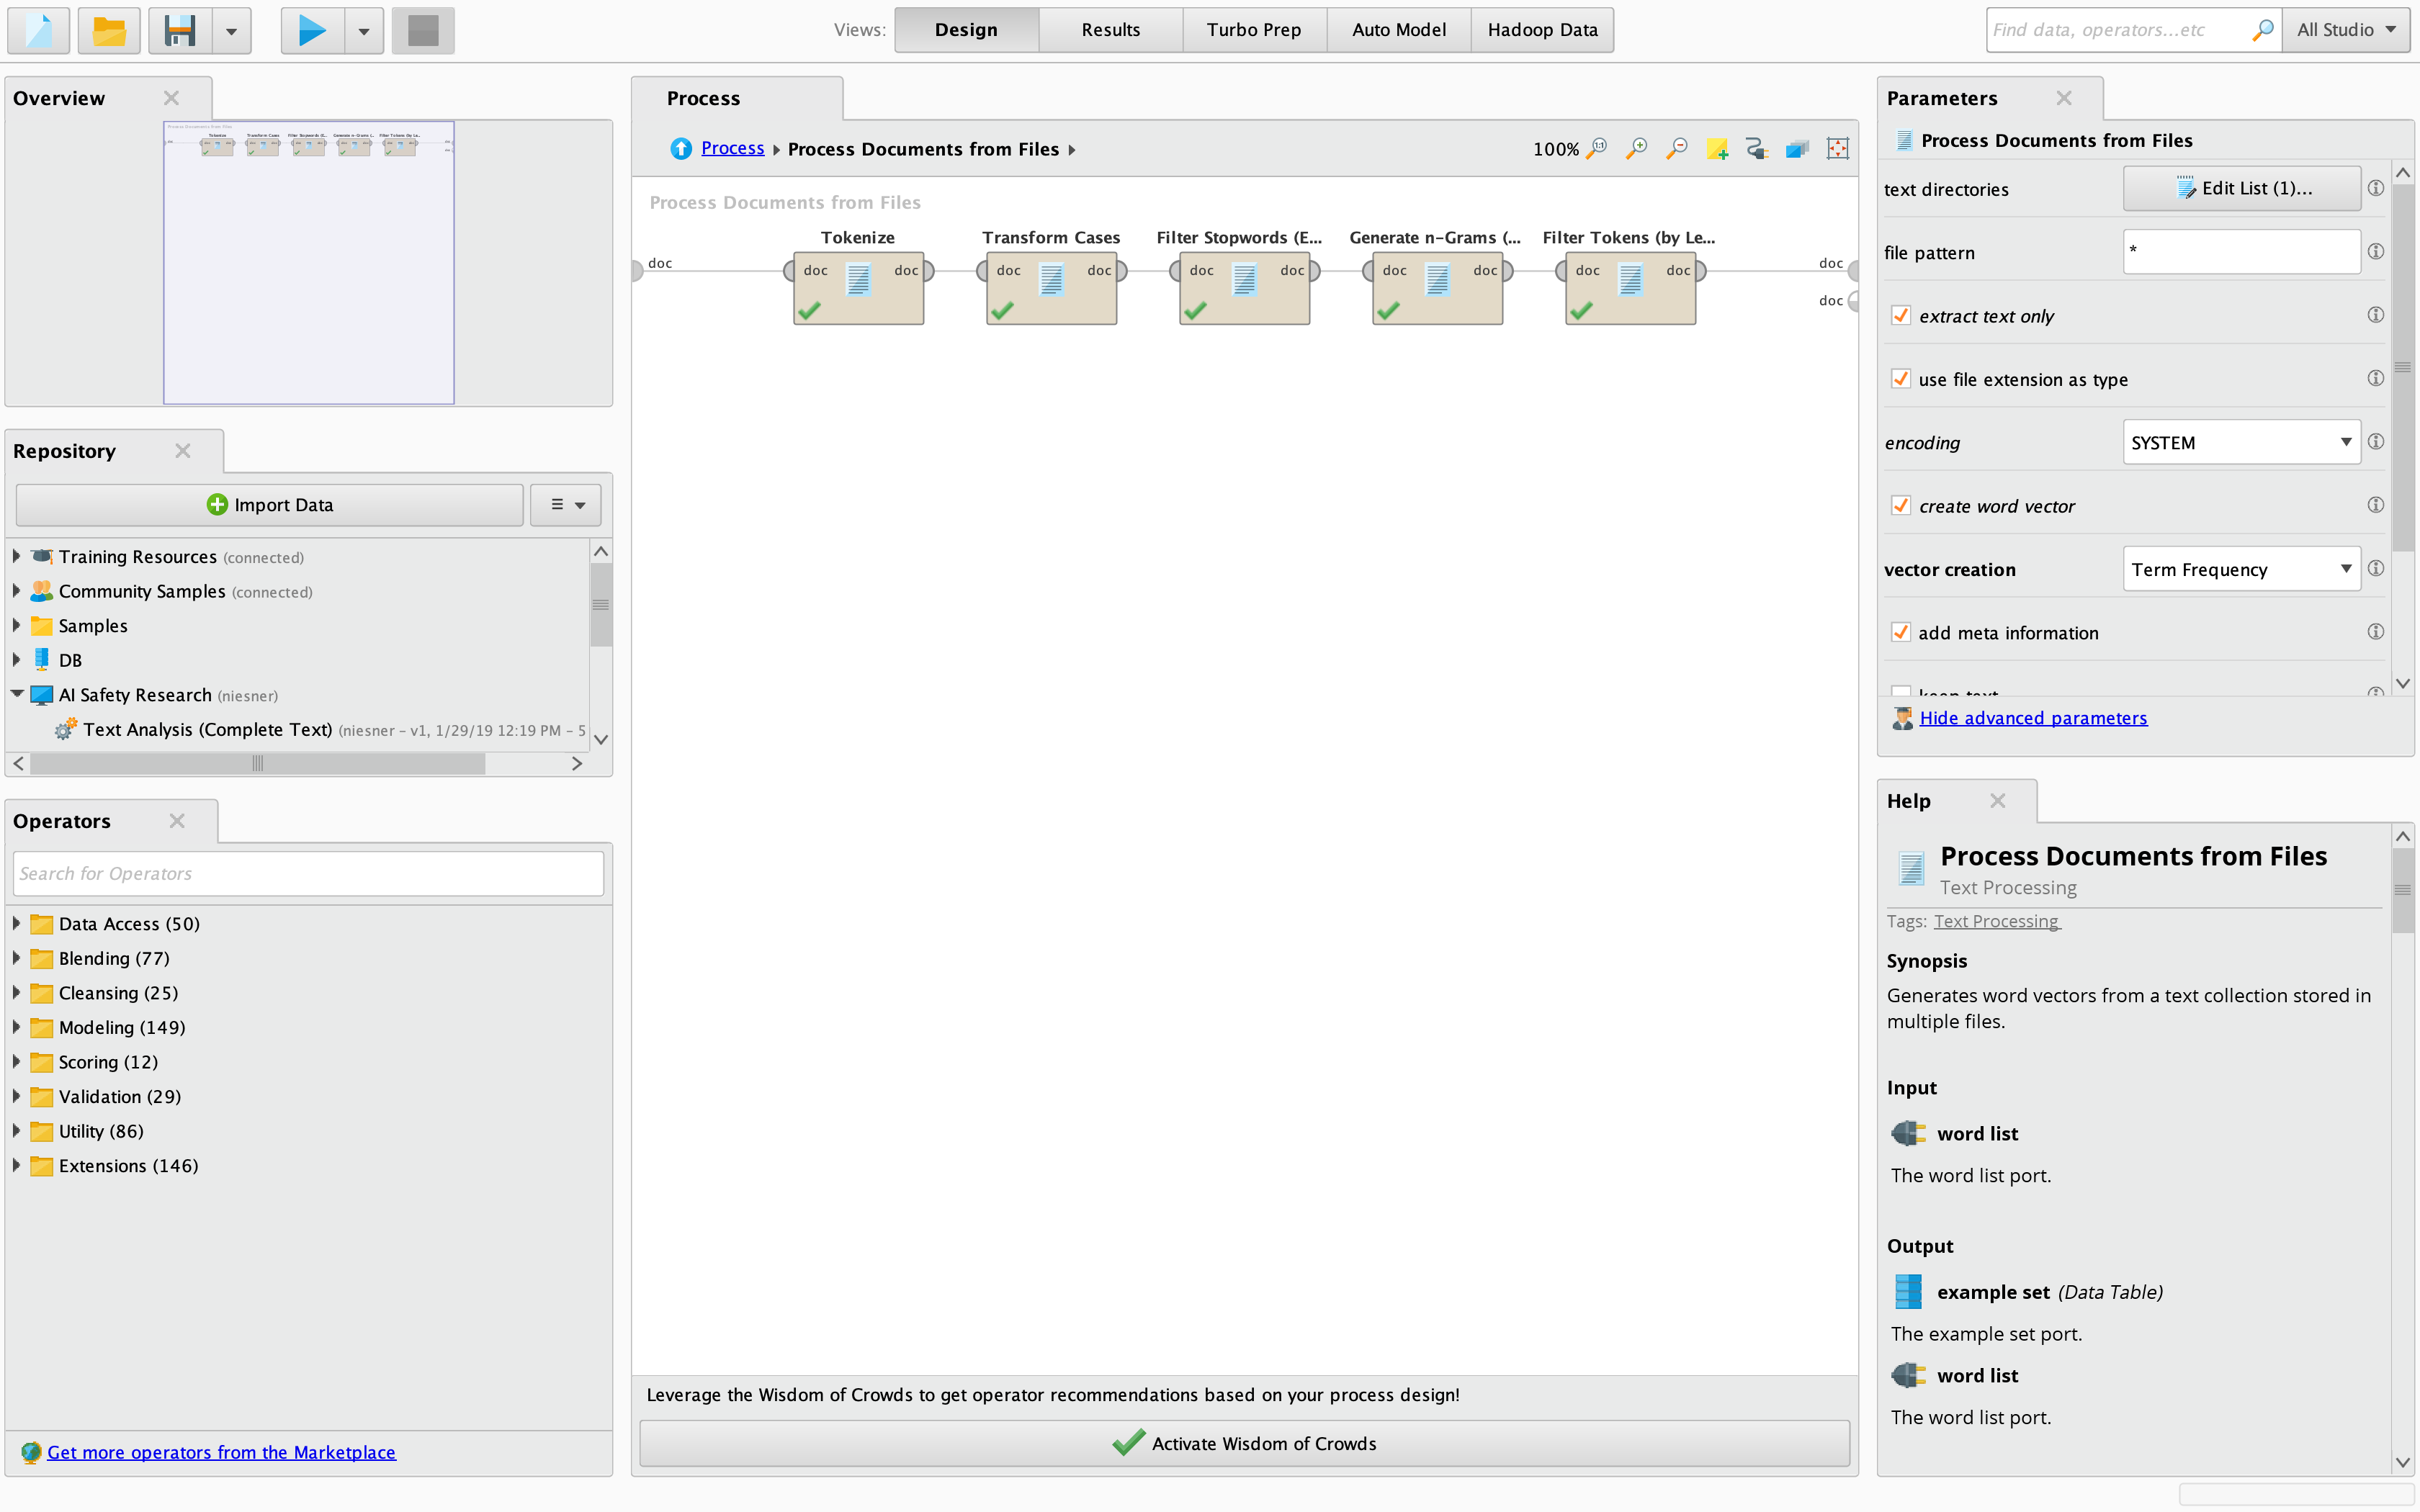 Views:
Design
Results
Turbo Prep
Auto Model
Hadoop Data
Find data, operators...etc
All Studio
Overview
Process Documents from Files
Tokenize
Transform Cases
Repository
Import Data
Training Resources (connected)
Community Samples (connected)
Samples
DB
AI Safety Research (niesner)
Text Analysis (Complete Text) (niesner – v1, 1/29/19 12:19 PM – 5
Operators
Search for Operators
Data Access (50)
Blending (77)
Cleansing (25)
Modeling (149)
Scoring (12)
Validation (29)
Utility (86)
Extensions (146)
Get more operators from the Marketplace
Process
Process
Process Documents from Files
100%
Process Documents from Files
Tokenize
Transform Cases
Filter Stopwords (E...
Generate n-Grams (...
Filter Tokens (by Le...
doc
doc doc
doc doc
doc doc
doc doc
doc doc
doc
doc
Leverage the Wisdom of Crowds to get operator recommendations based on your process design!
Activate Wisdom of Crowds
Parameters
Process Documents from Files
text directories
Edit List (1)...
file pattern
*
extract text only
use file extension as type
encoding
SYSTEM
create word vector
vector creation
Term Frequency
add meta information
keep text
Hide advanced parameters
Help
Process Documents from Files
Text Processing
Tags: Text Processing
Synopsis
Generates word vectors from a text collection stored in
multiple files.
Input
word list
The word list port.
Output
example set (Data Table)
The example set port.
word list
The word list port.